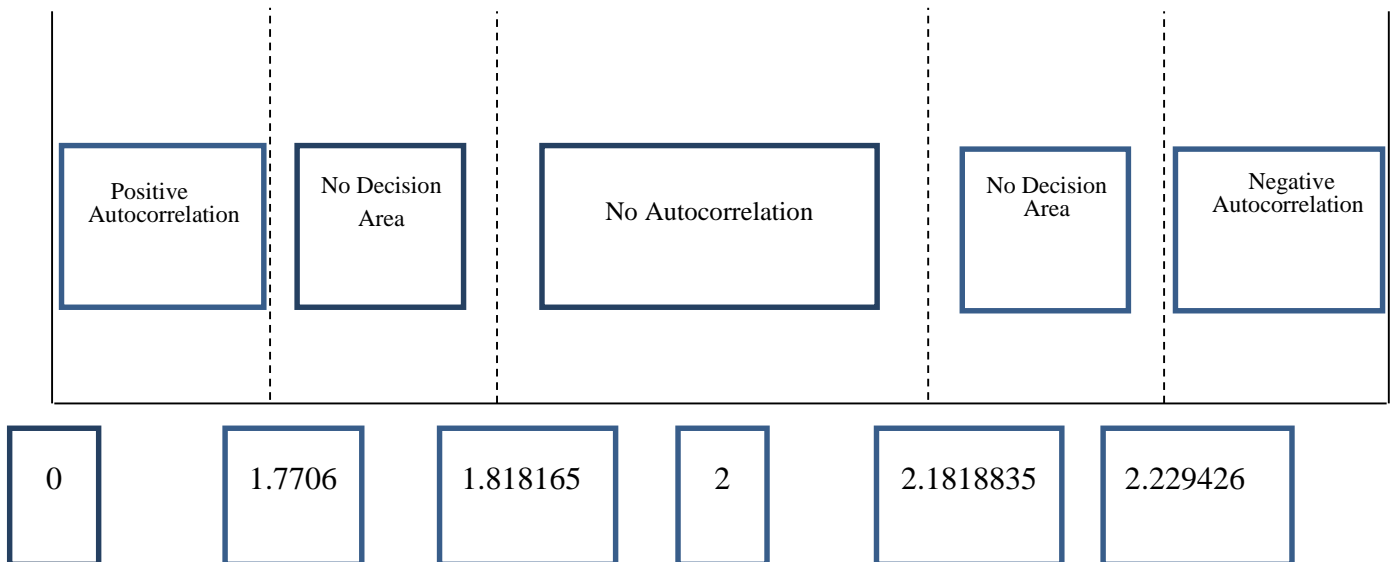 Positive
Autocorrelation
No Decision
Area
No Autocorrelation
No Decision
Area
Negative
Autocorrelation
0
1.7706
1.818165
2
2.1818835
2.229426